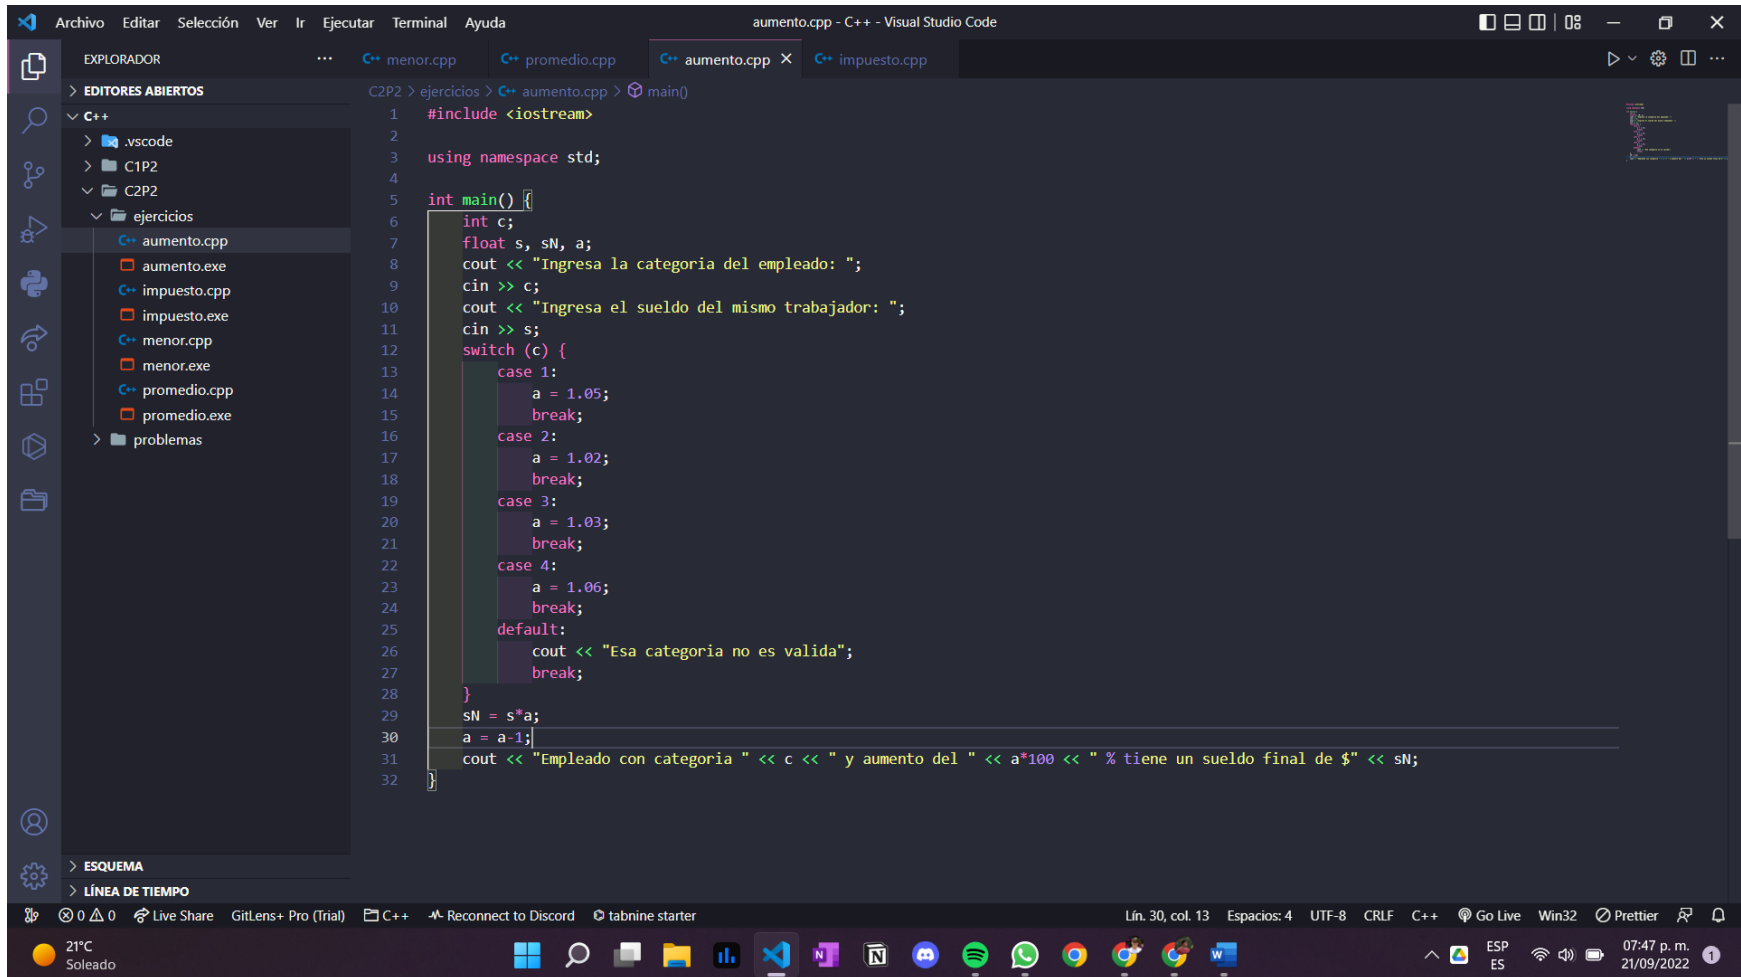 Archivo Editar Selección Ver Ir Ejecutar Terminal Ayuda
aumento.cpp - C++ - Visual Studio Code
EXPLORADOR
menor.cpp promedio.cpp aumento.cpp impuesto.cpp
EDITORES ABIERTOS
C++
.vscode
C1P2
C2P2
ejercicios
aumento.cpp
aumento.exe
impuesto.cpp
impuesto.exe
menor.cpp
menor.exe
promedio.cpp
promedio.exe
problemas
ESQUEMA
LÍNEA DE TIEMPO
C2P2 > ejercicios > aumento.cpp > main()
1 #include <iostream>
2
3 using namespace std;
4
5 int main() {
6 int c;
7 float s, sN, a;
8 cout << "Ingresa la categoria del empleado: ";
9 cin >> c;
10 cout << "Ingresa el sueldo del mismo trabajador: ";
11 cin >> s;
12 switch (c) {
13 case 1:
14 a = 1.05;
15 break;
16 case 2:
17 a = 1.02;
18 break;
19 case 3:
20 a = 1.03;
21 break;
22 case 4:
23 a = 1.06;
24 break;
25 default:
26 cout << "Esa categoria no es valida";
27 break;
28 }
29 sN = s*a;
30 a = a-1;
31 cout << "Empleado con categoria " << c << " y aumento del " << a*100 << " % tiene un sueldo final de $" << sN;
32 }
0 0 Live Share GitLens+ Pro (Trial) C++ Reconnect to Discord tabnine starter
Lín. 30, col. 13 Espacios: 4 UTF-8 CRLF C++ Go Live Win32 Prettier
21°C
Soleado
ESP
ES
07:47 p. m.
21/09/2022
1